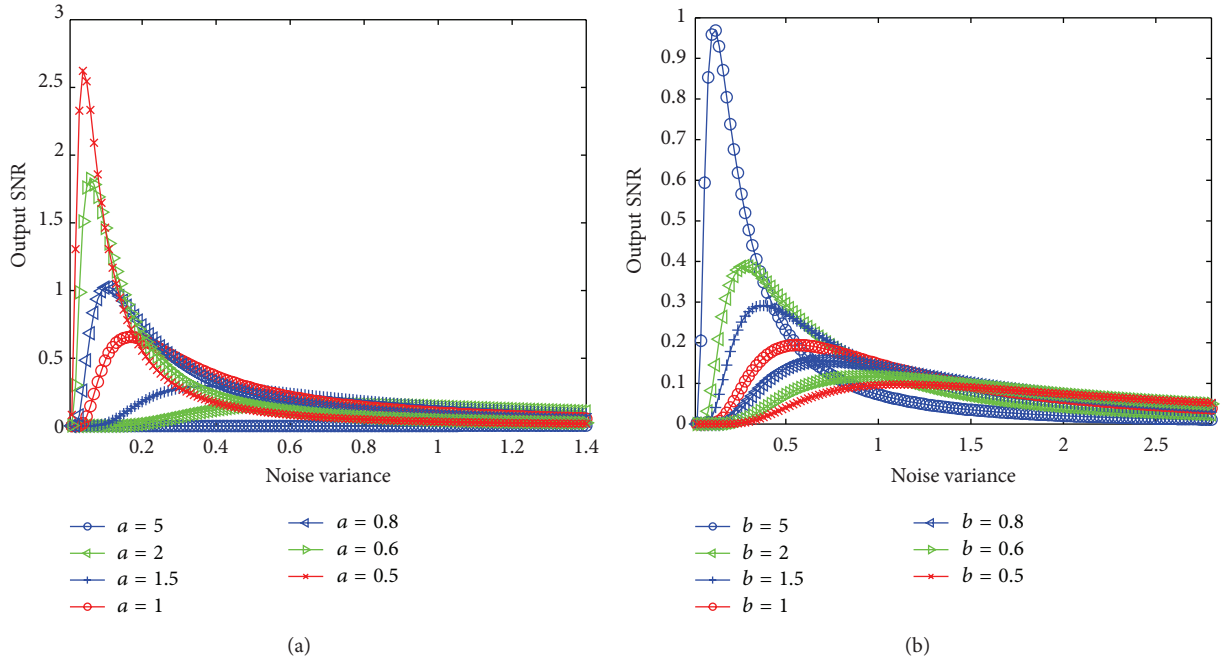 3
2.5
2
1.5
1
0.5
0
Output SNR
0.2
0.4
0.6
0.8
1
1.2
1.4
Noise variance
a = 5
a = 2
a = 1.5
a = 1
a = 0.8
a = 0.6
a = 0.5
(a)
1
0.9
0.8
0.7
0.6
0.5
0.4
0.3
0.2
0.1
0
Output SNR
0.5
1
1.5
2
2.5
Noise variance
b = 5
b = 2
b = 1.5
b = 1
b = 0.8
b = 0.6
b = 0.5
(b)